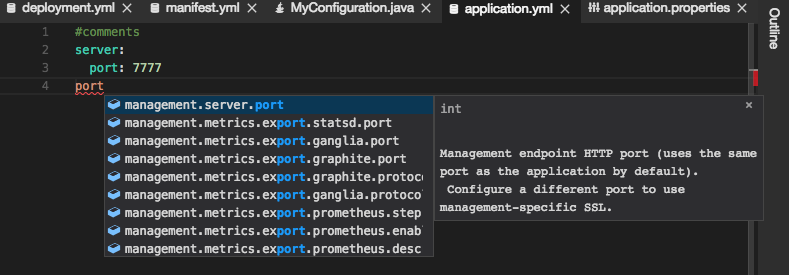 deployment.yml manifest.yml MyConfiguration.java application.yml application.properties
Outline
1 #comments
2 server:
3 port: 7777
4 port
management.server.port
management.metrics.export.statsd.port
management.metrics.export.ganglia.port
management.metrics.export.graphite.port
management.metrics.export.graphite.protoc
management.metrics.export.ganglia.protoco
management.metrics.export.prometheus.step
management.metrics.export.prometheus.enab
management.metrics.export.prometheus.desc
int
Management endpoint HTTP port (uses the same
port as the application by default).
Configure a different port to use
management-specific SSL.